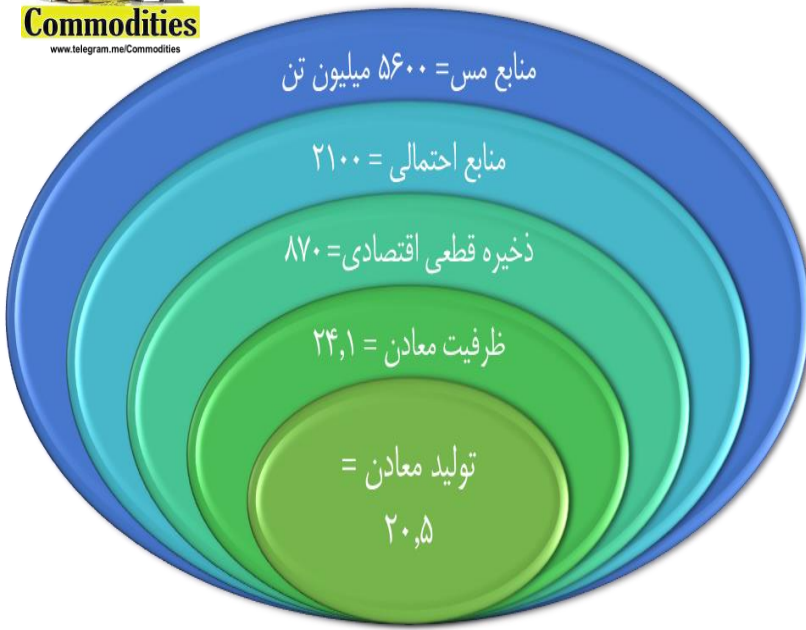 Commodities
www.telegram.me/Commodities
منابع مس= ۵۶۰۰ میلیون تن
منابع احتمالی = ۲۱۰۰
ذخیره قطعی اقتصادی= ۸۷۰
ظرفیت معادن = ۲۴,۱
تولید معادن =
۲۰,۵